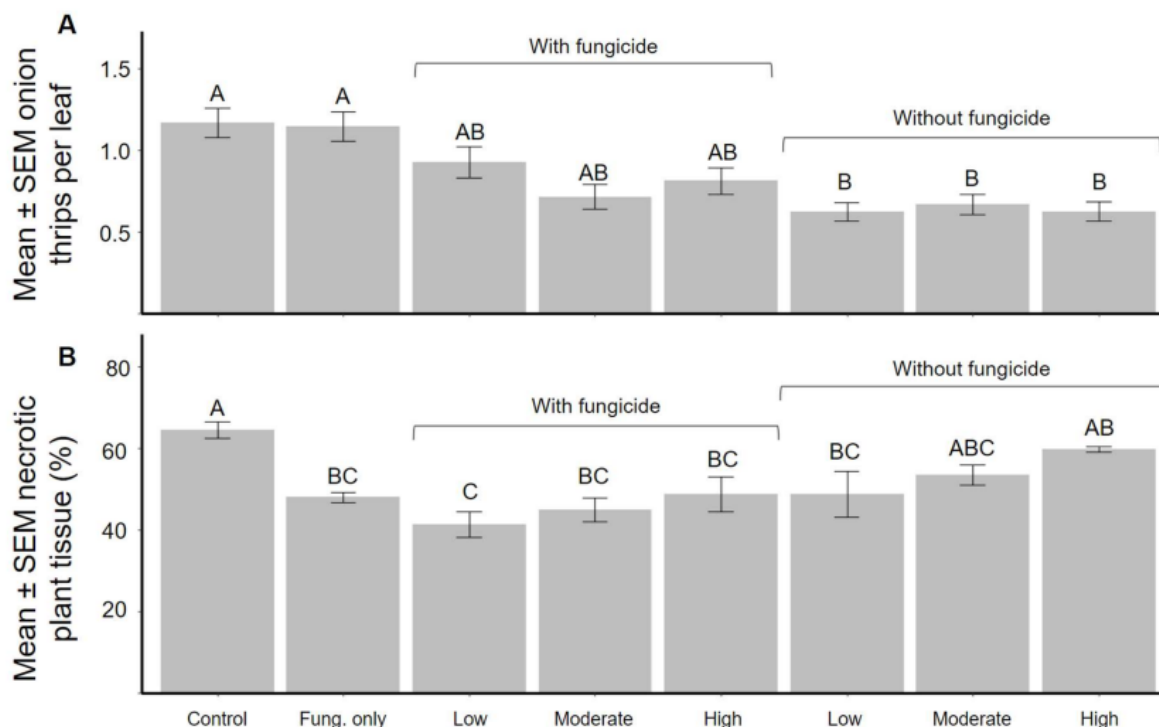 A
Mean ± SEM onion
thrips per leaf
1.5
1.0
0.5
With fungicide
Without fungicide
A
A
AB
AB
AB
B
B
B
B
Mean ± SEM necrotic
plant tissue (%)
80
60
40
20
With fungicide
Without fungicide
A
BC
C
BC
BC
BC
ABC
AB
Control
Fung. only
Low
Moderate
High
Low
Moderate
High